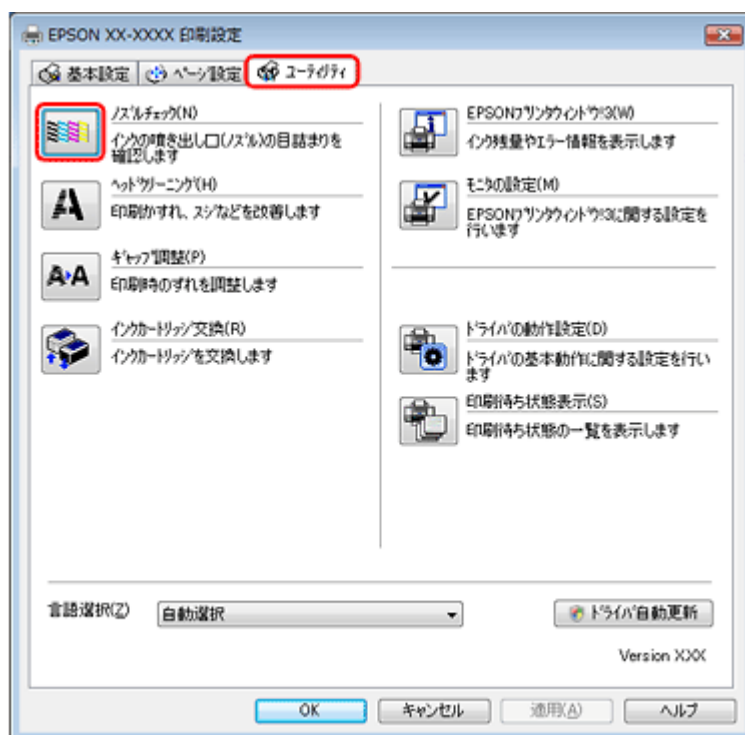 EPSON XX-XXXX 印刷設定
基本設定 ページ設定 ユーティリティ
ノズルチェック(N)
インクの噴き出し口(ノズル)の目詰まりを
確認します
ヘッドクリーニング(H)
印刷かすれ、スジなどを改善します
ギャップ調整(P)
印刷時のずれを調整します
インクカートリッジ交換(R)
インクカートリッジを交換します
EPSONプリンタウィンドウ!3(W)
インク残量やエラー情報を表示します
モニタの設定(M)
EPSONプリンタウィンドウ!3に関する設定を
行います
ドライバの動作設定(D)
ドライバの基本動作に関する設定を行い
ます
印刷待ち状態表示(S)
印刷待ち状態の一覧を表示します
言語選択(Z) 自動選択 ドライバ自動更新
Version XXX
OK キャンセル 適用(A) ヘルプ